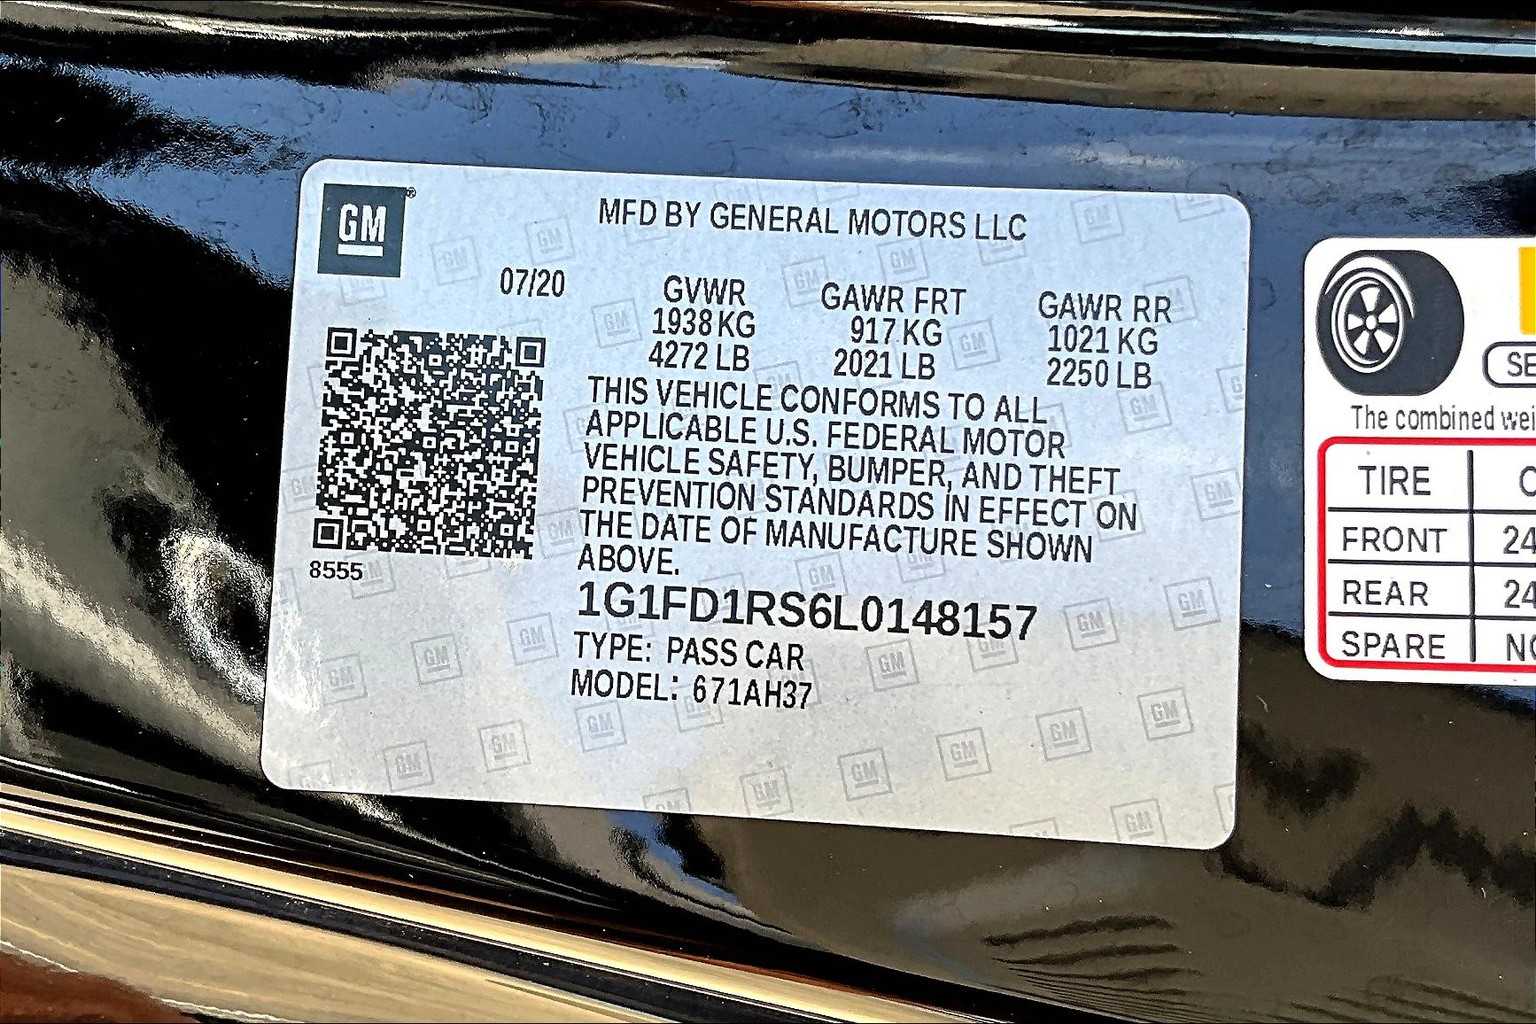 GM
MFD BY GENERAL MOTORS LLC
07/20
GVWR GAWR FRT GAWR RR
1938 KG 917 KG 1021 KG
4272 LB 2021 LB 2250 LB
THIS VEHICLE CONFORMS TO ALL
APPLICABLE U.S. FEDERAL MOTOR
VEHICLE SAFETY, BUMPER, AND THEFT
PREVENTION STANDARDS IN EFFECT ON
THE DATE OF MANUFACTURE SHOWN
ABOVE.
8555
1G1FD1RS6L0148157
TYPE: PASS CAR
MODEL: 671AH37
The combined
TIRE
FRONT 24
REAR 24
SPARE